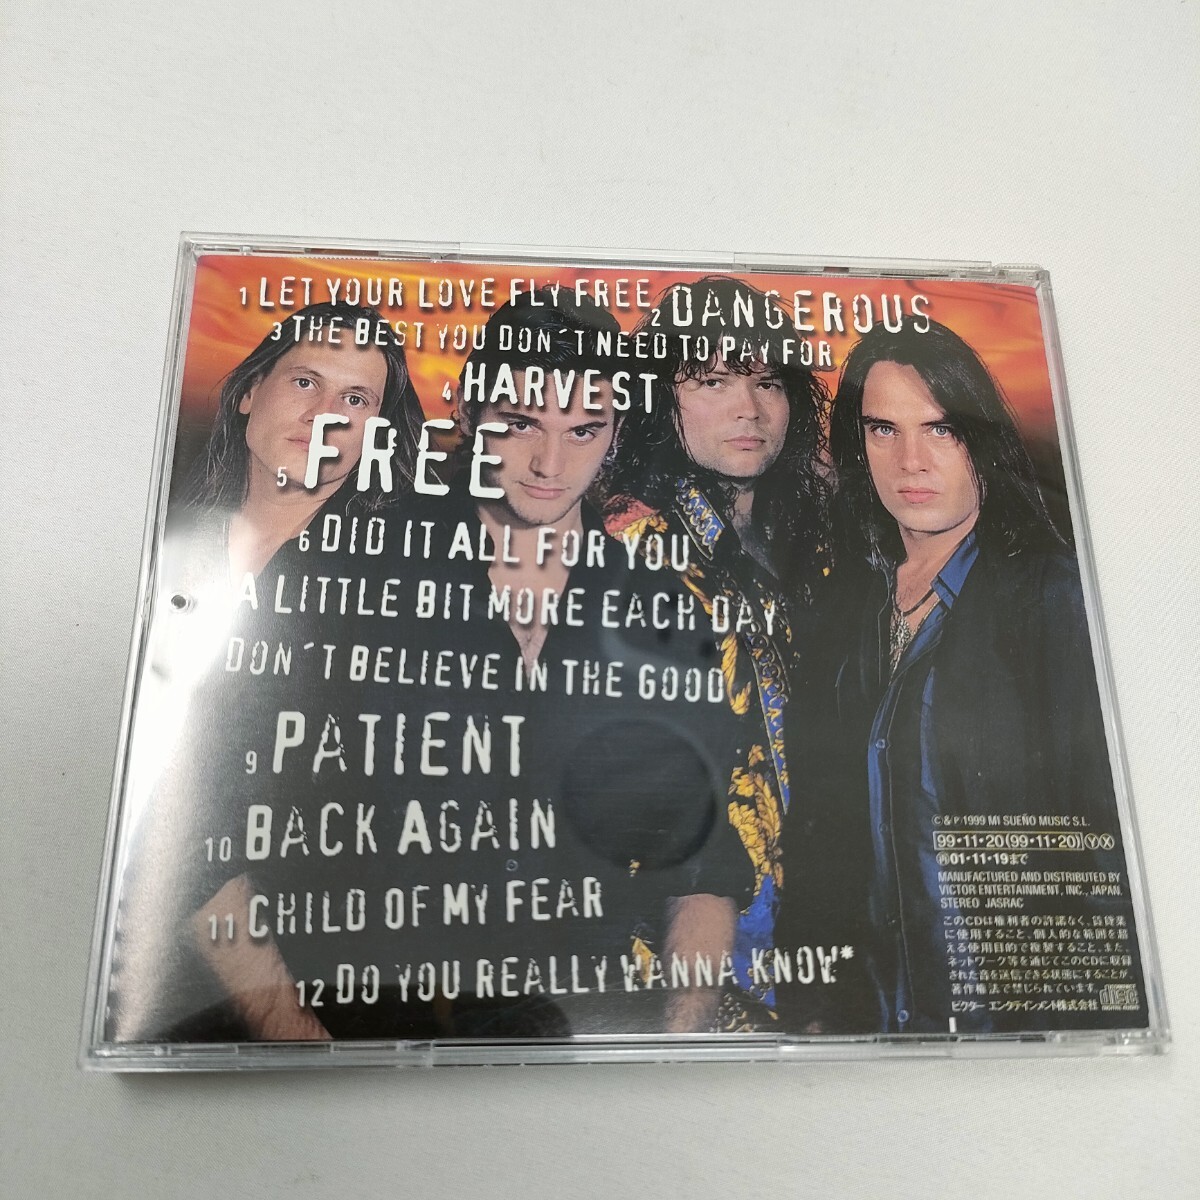 1 LET YOUR LOVE FLY FREE 2 DANGEROUS
3 THE BEST YOU DON´T NEED TO PAY FOR
4 HARVEST
5 FREE
6 DID IT ALL FOR YOU
A LITTLE BIT MORE EACH DAY
DON´T BELIEVE IN THE GOOD
9 PATIENT
10 BACK AGAIN
11 CHILD OF MY FEAR
12 DO YOU REALLY WANNA KNOW*
©&℗1999 MI SUEÑO MUSIC S.L.
99·11·20(99·11·20)ⓎⓍ
㋐01·11·19まで
MANUFACTURED AND DISTRIBUTED BY
VICTOR ENTERTAINMENT, INC., JAPAN.
STEREO JASRAC
このCDは権利者の許諾なく、賃貸業
に使用すること、個人的な範囲を超
える使用目的で複製すること、また、
ネットワーク等を通じてこのCDに収録
された音を送信できる状態にすることが、
著作権法で禁じられています。
ビクター エンタテインメント株式会社
COMPACT disc DIGITAL AUDIO